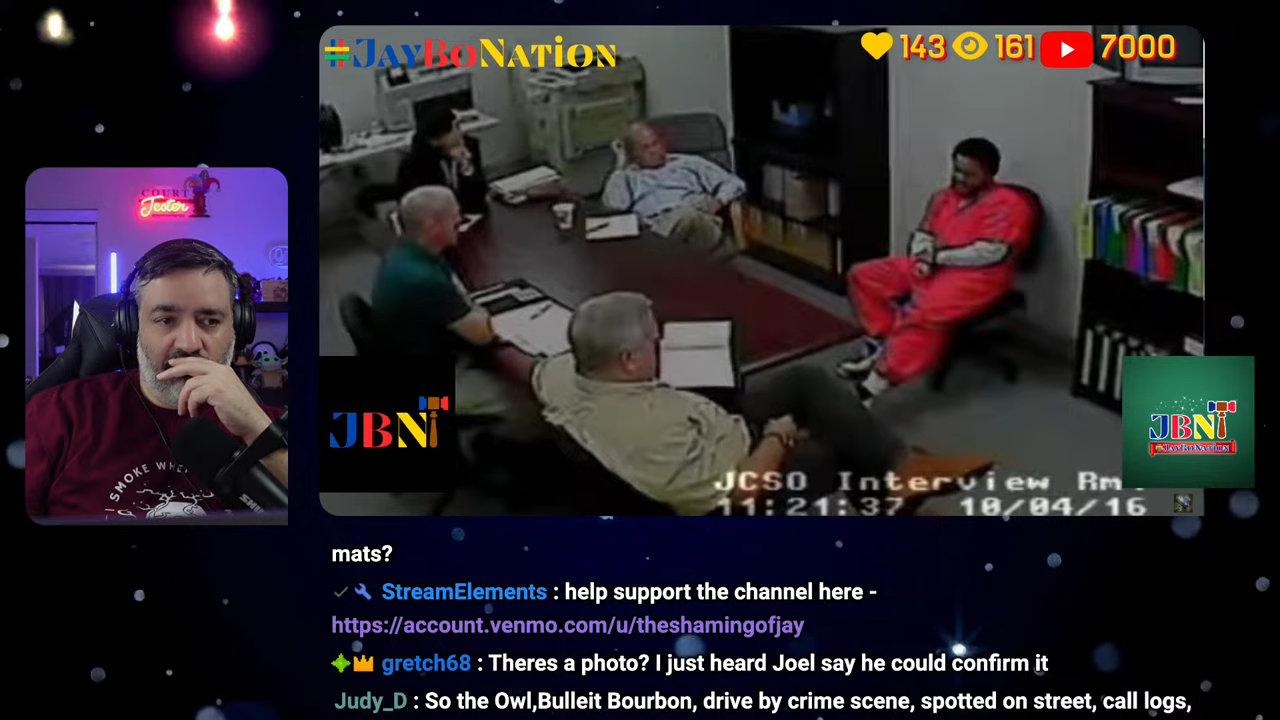 #JayBoNation
143 161 7000
COURT
Jester
I SMOKE WHE
JBN
JBN
#JAYBONATION
JCSO Interview Rm
11:21:37 10/04/16
mats?
StreamElements : help support the channel here -
https://account.venmo.com/u/theshamingofjay
gretch68 : Theres a photo? I just heard Joel say he could confirm it
Judy_D : So the Owl,Bulleit Bourbon, drive by crime scene, spotted on street, call logs,